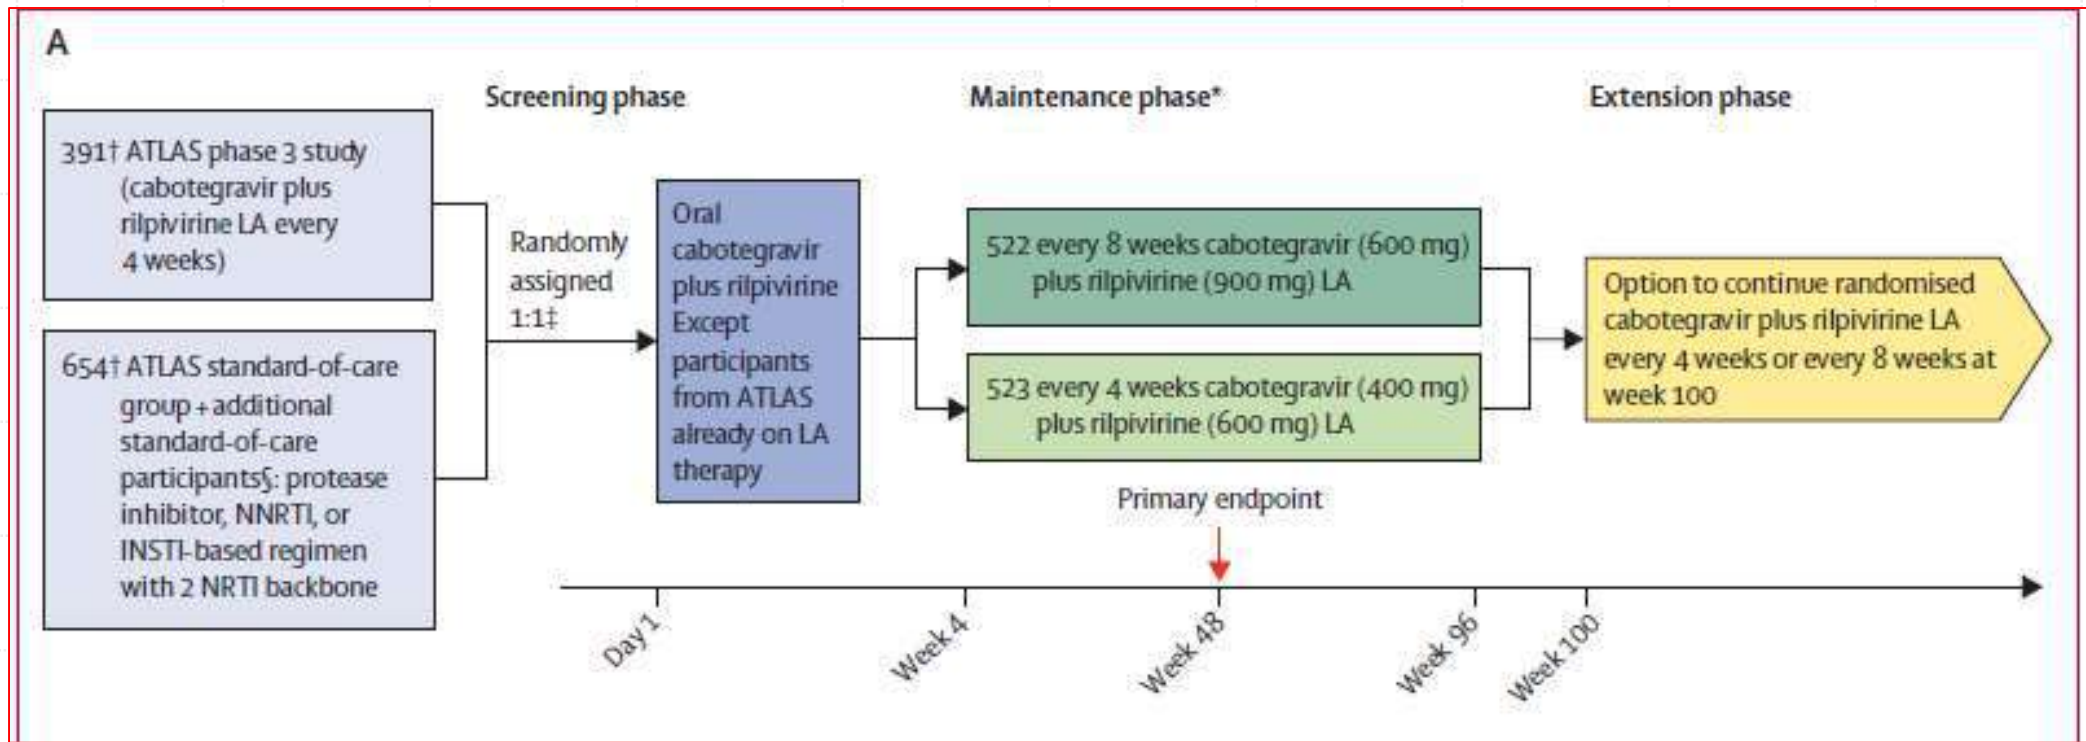 A
Screening phase
Maintenance phase*
Extension phase
391† ATLAS phase 3 study
(cabotegravir plus
rilpivirine LA every
4 weeks)
654† ATLAS standard-of-care
group + additional
standard-of-care
participants§: protease
inhibitor, NNRTI, or
INSTI-based regimen
with 2 NRTI backbone
Randomly
assigned
1:1‡
Oral
cabotegravir
plus rilpivirine
Except
participants
from ATLAS
already on LA
therapy
522 every 8 weeks cabotegravir (600 mg)
plus rilpivirine (900 mg) LA
523 every 4 weeks cabotegravir (400 mg)
plus rilpivirine (600 mg) LA
Option to continue randomised
cabotegravir plus rilpivirine LA
every 4 weeks or every 8 weeks at
week 100
Primary endpoint
Day 1
Week 4
Week 48
Week 96
Week 100